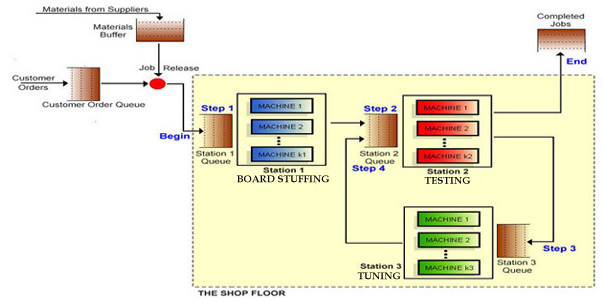 Materials from Suppliers
Materials
Buffer
Completed
Jobs
End
Job Release
Customer
Orders
Customer Order Queue
Begin
Step 1
Station 1
Queue
MACHINE 1
MACHINE 2
MACHINE k1
Station 1
BOARD STUFFING
Step 2
Station 2
Queue
Step 4
MACHINE 1
MACHINE 2
MACHINE k2
Station 2
TESTING
Step 3
Station 3
Queue
MACHINE 1
MACHINE 2
MACHINE k3
Station 3
TUNING
THE SHOP FLOOR